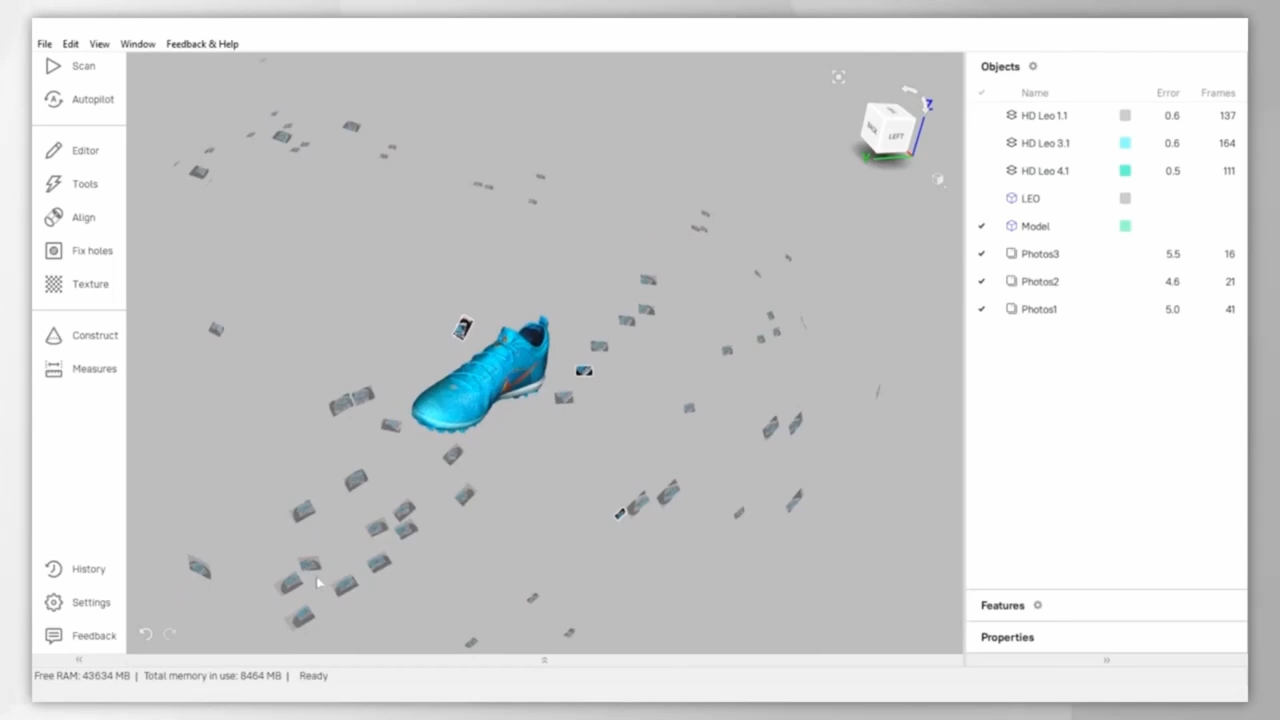 File Edit View Window Feedback & Help
Scan
Autopilot
Editor
Tools
Align
Fix holes
Texture
Construct
Measures
History
Settings
Feedback
Z
BACK LEFT
Objects
Name Error Frames
HD Leo 1.1 0.6 137
HD Leo 3.1 0.6 164
HD Leo 4.1 0.5 111
LEO
Model
Photos3 5.5 16
Photos2 4.6 21
Photos1 5.0 41
Features
Properties
Free RAM: 43634 MB | Total memory in use: 8464 MB | Ready